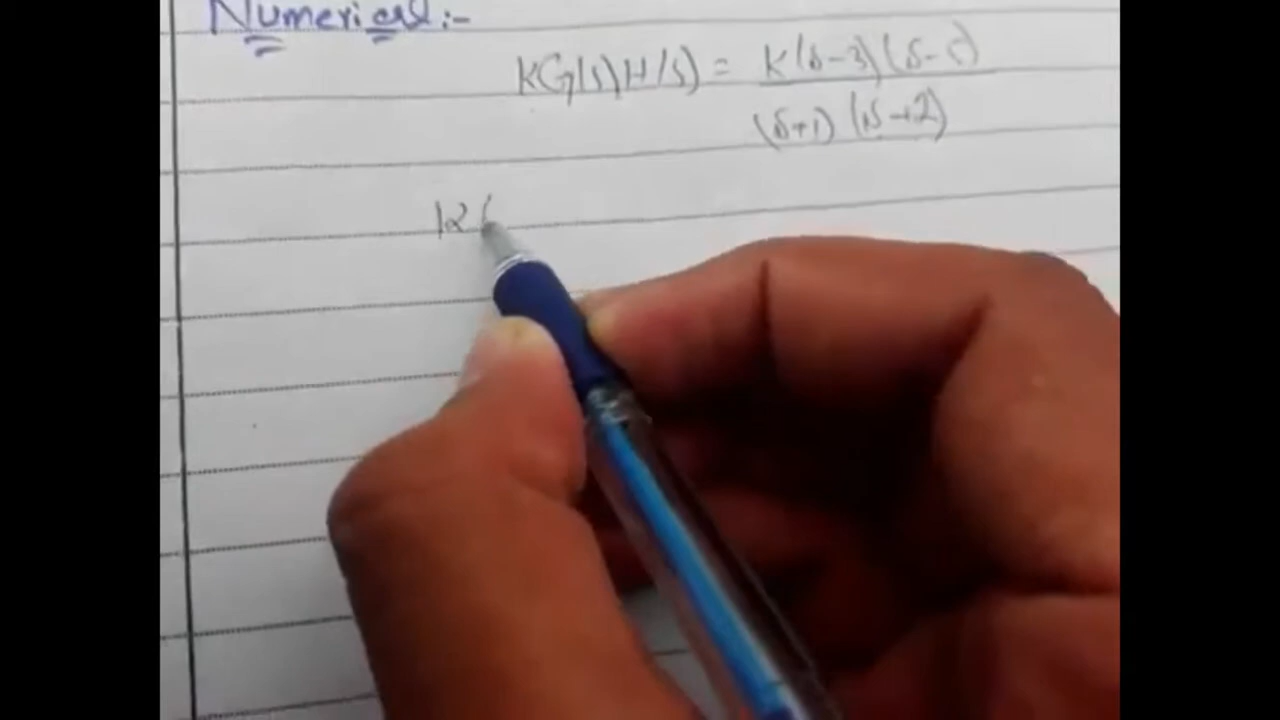 Numerical:-
KG(s)H(s) = K(s-3)(s-5)
(s+1)(s+2)
K(